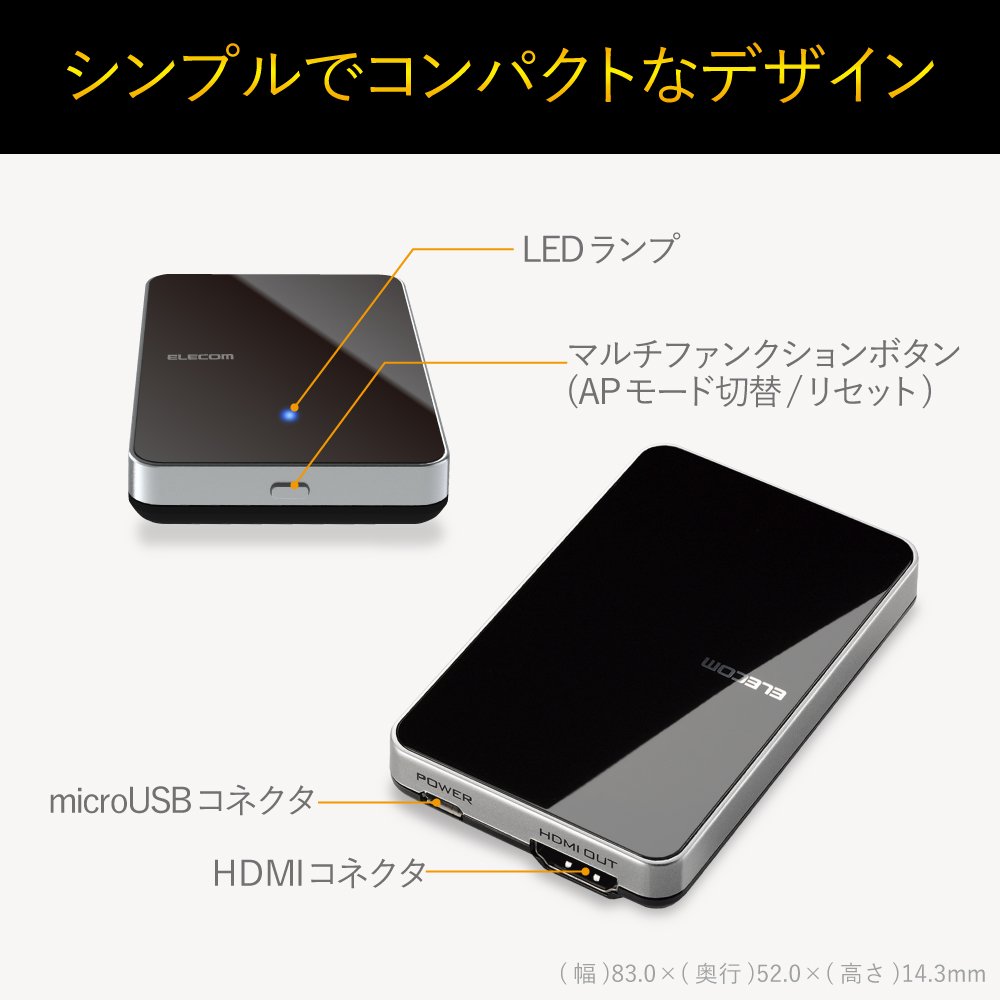 シンプルでコンパクトなデザイン
LEDランプ
ELECOM
マルチファンクションボタン
(APモード切替/リセット)
ELECOM
POWER
microUSBコネクタ
HDMI OUT
HDMIコネクタ
(幅)83.0×(奥行)52.0×(高さ)14.3mm